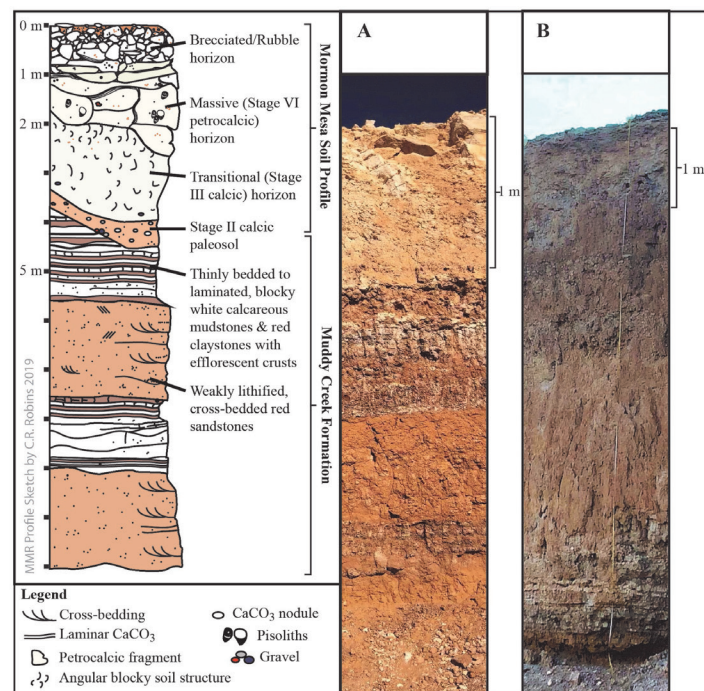 0 m
1 m
2 m
5 m
Brecciated/Rubble
horizon
Massive (Stage VI
petrocalcic)
horizon
Transitional (Stage
III calcic) horizon
Stage II calcic
paleosol
Thinly bedded to
laminated, blocky
white calcareous
mudstones & red
claystones with
efflorescent crusts
Weakly lithified,
cross-bedded red
sandstones
Mormon Mesa Soil Profile
Muddy Creek Formation
MMR Profile Sketch by C.R. Robins 2019
A
1 m
B
1 m
Legend
Cross-bedding
Laminar CaCO₃
Petrocalcic fragment
Angular blocky soil structure
CaCO₃ nodule
Pisoliths
Gravel